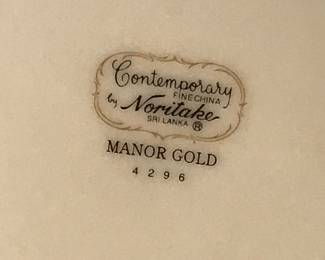 Contemporary
FINE CHINA
by Noritake
SRI LANKA ®
MANOR GOLD
4296